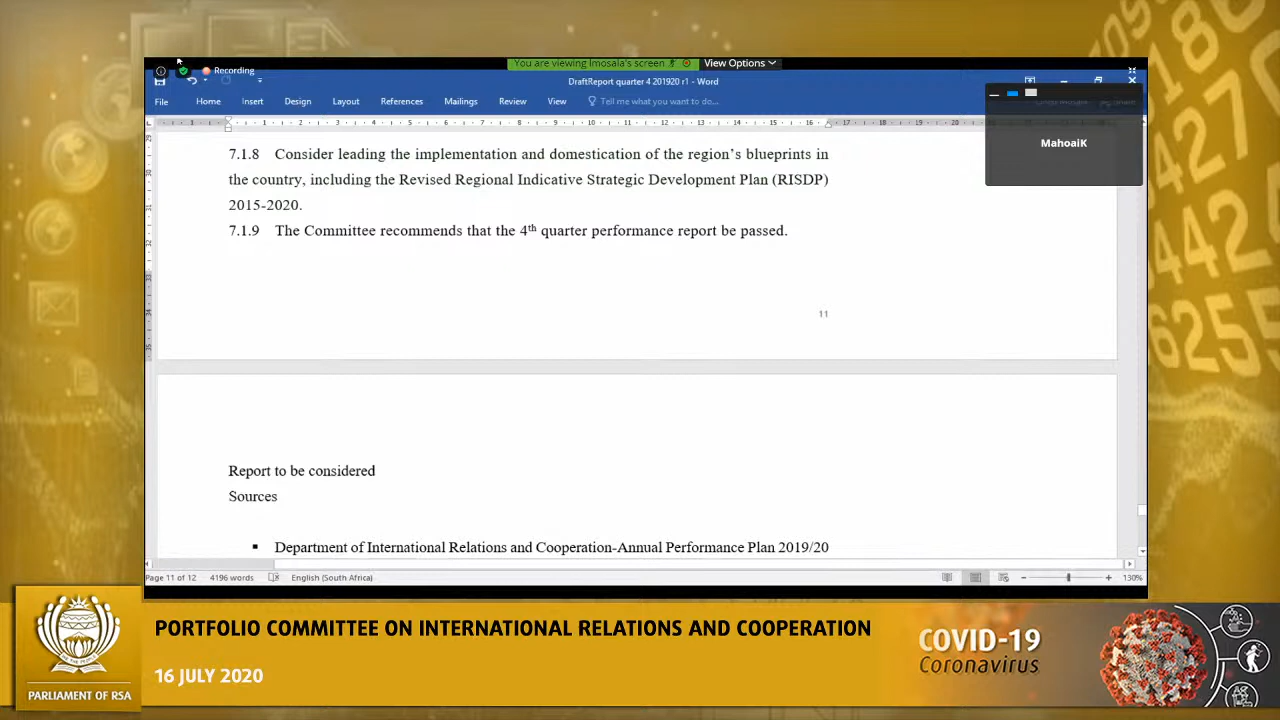 You are viewing lmosala's screen
View Options
Recording
DraftReport quarter 4 201920 r1 - Word
File Home Insert Design Layout References Mailings Review View Tell me what you want to do...
MahoaiK
7.1.8 Consider leading the implementation and domestication of the region's blueprints in
the country, including the Revised Regional Indicative Strategic Development Plan (RISDP)
2015-2020.
7.1.9 The Committee recommends that the 4th quarter performance report be passed.
11
Report to be considered
Sources
▪ Department of International Relations and Cooperation-Annual Performance Plan 2019/20
Page 11 of 12 4196 words English (South Africa) 130%
PORTFOLIO COMMITTEE ON INTERNATIONAL RELATIONS AND COOPERATION
16 JULY 2020
PARLIAMENT OF RSA
COVID-19
Coronavirus